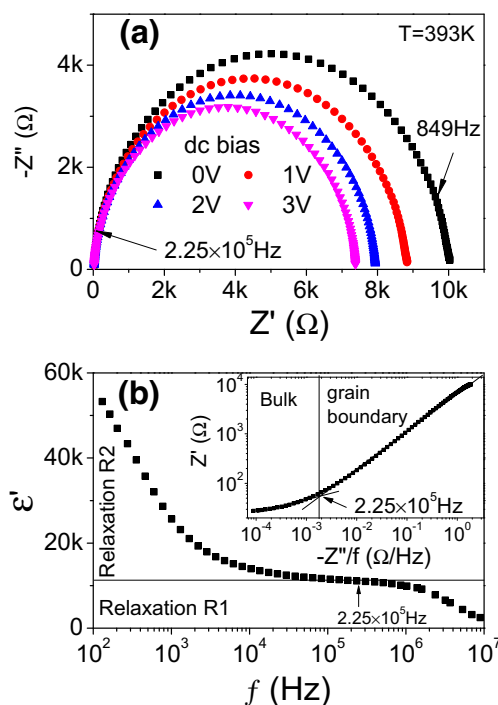 (a)
T=393K
-Z'' (Ω)
4k
2k
0
849Hz
dc bias
0V 1V
2V 3V
2.25×10⁵Hz
0 2k 4k 6k 8k 10k
Z' (Ω)
(b)
ε'
60k
40k
20k
0
Relaxation R2
Relaxation R1
2.25×10⁵Hz
Z' (Ω)
10⁴
10³
10²
Bulk
grain
boundary
2.25×10⁵Hz
10⁻⁴ 10⁻³ 10⁻² 10⁻¹ 10⁰
-Z''/f (Ω/Hz)
10² 10³ 10⁴ 10⁵ 10⁶ 10⁷
f (Hz)